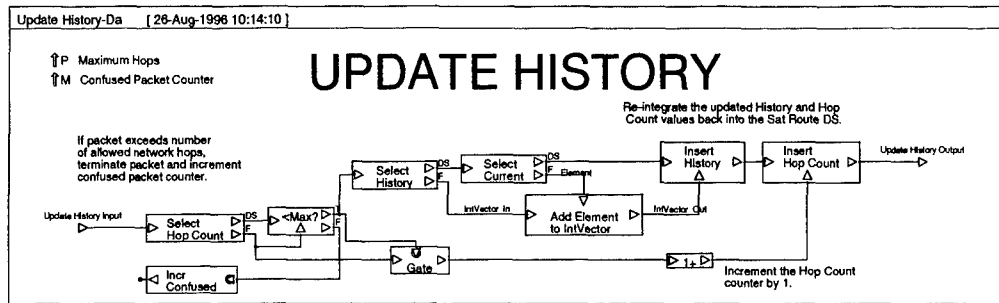 Update History-Da [ 26-Aug-1996 10:14:10 ]
⇧P Maximum Hops
⇧M Confused Packet Counter
UPDATE HISTORY
Re-integrate the updated History and Hop
Count values back into the Sat Route DS.
If packet exceeds number
of allowed network hops,
terminate packet and increment
confused packet counter.
Select
History
DS
F
Select
Current
DS
F
Element
Insert
History
Insert
Hop Count
Update History Output
Update History Input
Select
Hop Count
DS
F
<Max?
T
F
IntVector In
Add Element
to IntVector
IntVector Out
Gate
1+
Increment the Hop Count
counter by 1.
Incr
Confused